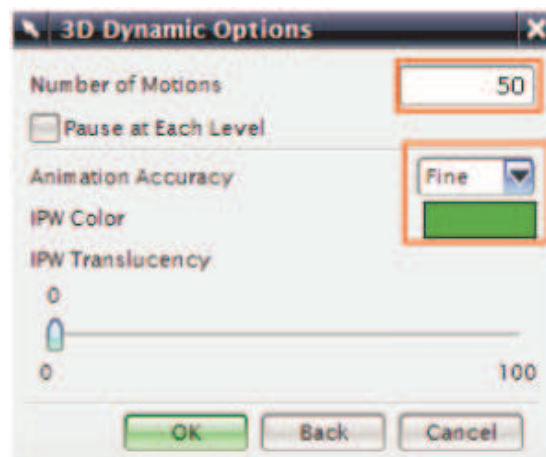 3D Dynamic Options
Number of Motions 50
Pause at Each Level
Animation Accuracy Fine
IPW Color
IPW Translucency
0
0 100
OK Back Cancel